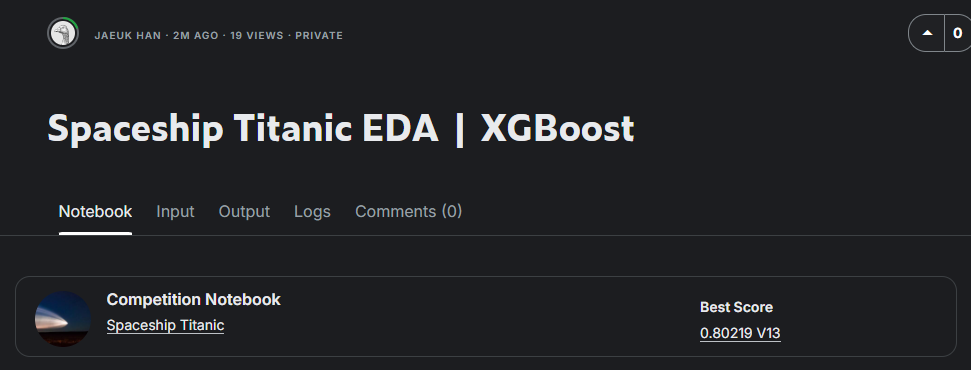 JAEUK HAN · 2M AGO · 19 VIEWS · PRIVATE
0
Spaceship Titanic EDA | XGBoost
Notebook Input Output Logs Comments (0)
Competition Notebook
Spaceship Titanic
Best Score
0.80219 V13